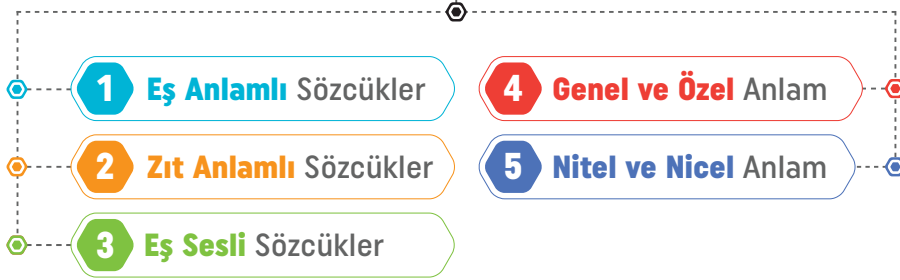 1 Eş Anlamlı Sözcükler
2 Zıt Anlamlı Sözcükler
3 Eş Sesli Sözcükler
4 Genel ve Özel Anlam
5 Nitel ve Nicel Anlam